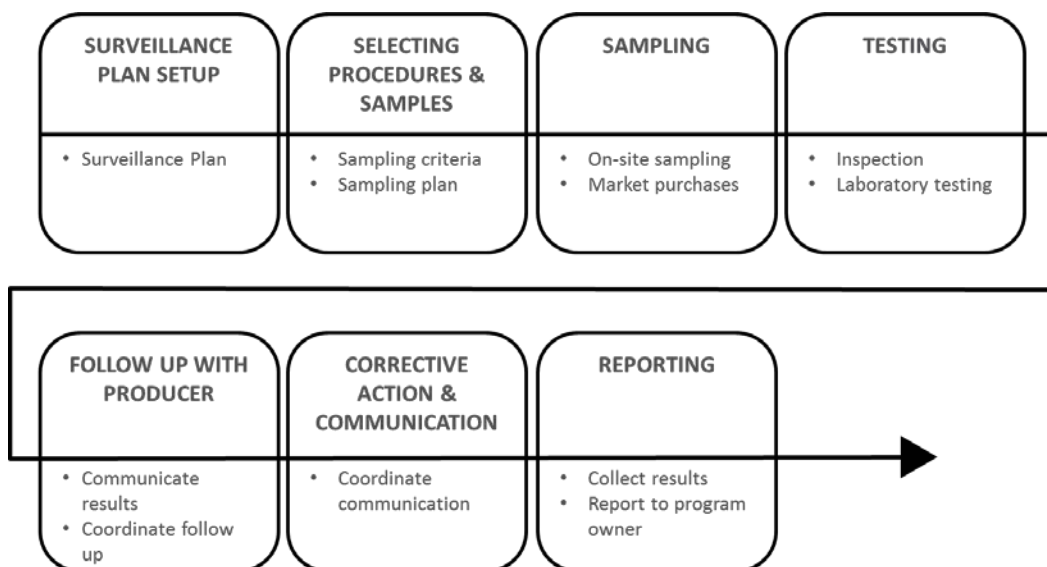 SURVEILLANCE
PLAN SETUP
• Surveillance Plan
SELECTING
PROCEDURES &
SAMPLES
• Sampling criteria
• Sampling plan
SAMPLING
• On-site sampling
• Market purchases
TESTING
• Inspection
• Laboratory testing
FOLLOW UP WITH
PRODUCER
• Communicate
results
• Coordinate follow
up
CORRECTIVE
ACTION &
COMMUNICATION
• Coordinate
communication
REPORTING
• Collect results
• Report to program
owner